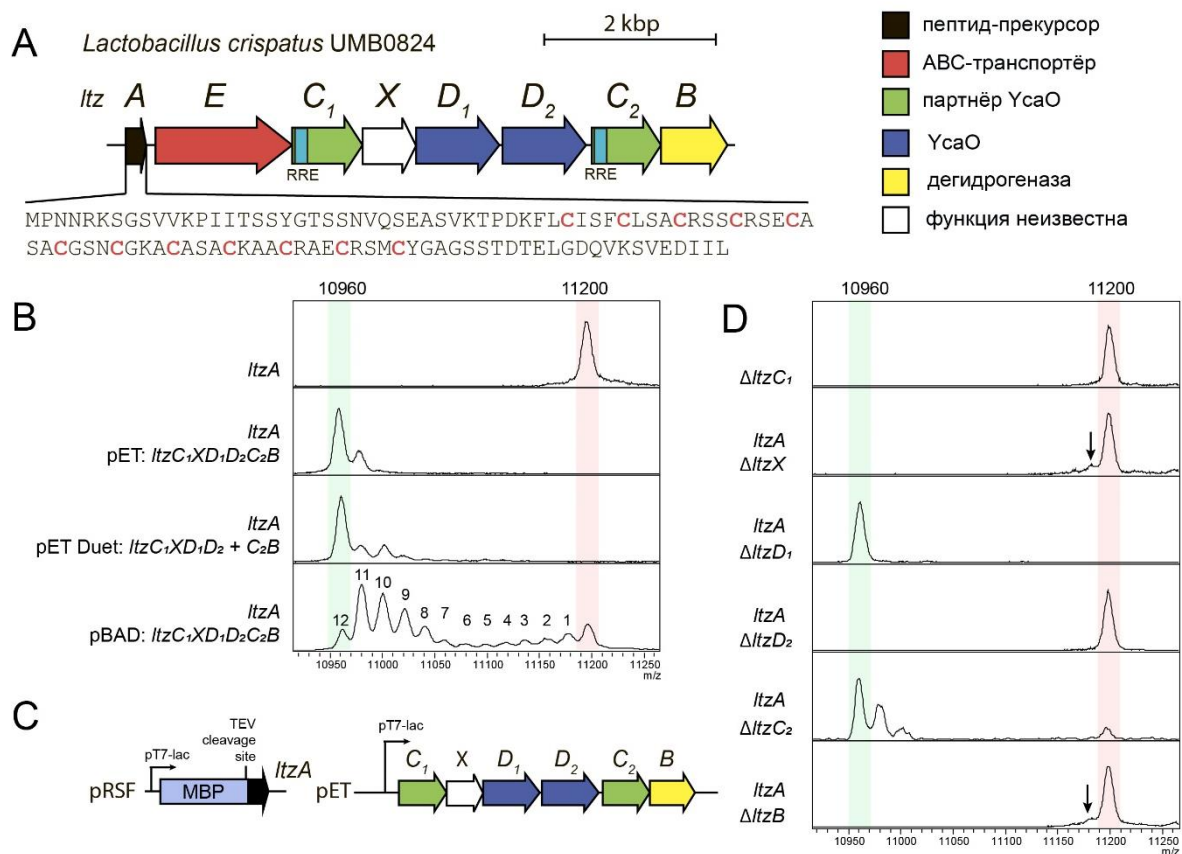 A
Lactobacillus crispatus UMB0824
2 kbp
ltz A E C₁ X D₁ D₂ C₂ B
RRE RRE
MPNNRKSGSVVKPIITSSYGTSSNVQSEASVKTPDKFLCISFCLSACRSSCRSECA
SACGSNCGKACASACKAACRAECRSMCYGAGSSTDTELGDQVKSVEDIIL
пептид-прекурсор
ABC-транспортёр
партнёр YcaO
YcaO
дегидрогеназа
функция неизвестна
B
10960 11200
ltzA
ltzA
pET: ltzC₁XD₁D₂C₂B
ltzA
pET Duet: ltzC₁XD₁D₂ + C₂B
ltzA
pBAD: ltzC₁XD₁D₂C₂B
12 11 10 9 8 7 6 5 4 3 2 1
10960 11000 11050 11100 11150 11200 11250
m/z
C
pRSF
pT7-lac
TEV
cleavage
site
MBP
ltzA
pET
pT7-lac
C₁ X D₁ D₂ C₂ B
D
10960 11200
ΔltzC₁
ltzA
ΔltzX
ltzA
ΔltzD₁
ltzA
ΔltzD₂
ltzA
ΔltzC₂
ltzA
ΔltzB
10960 11000 11050 11100 11150 11200 11250
m/z